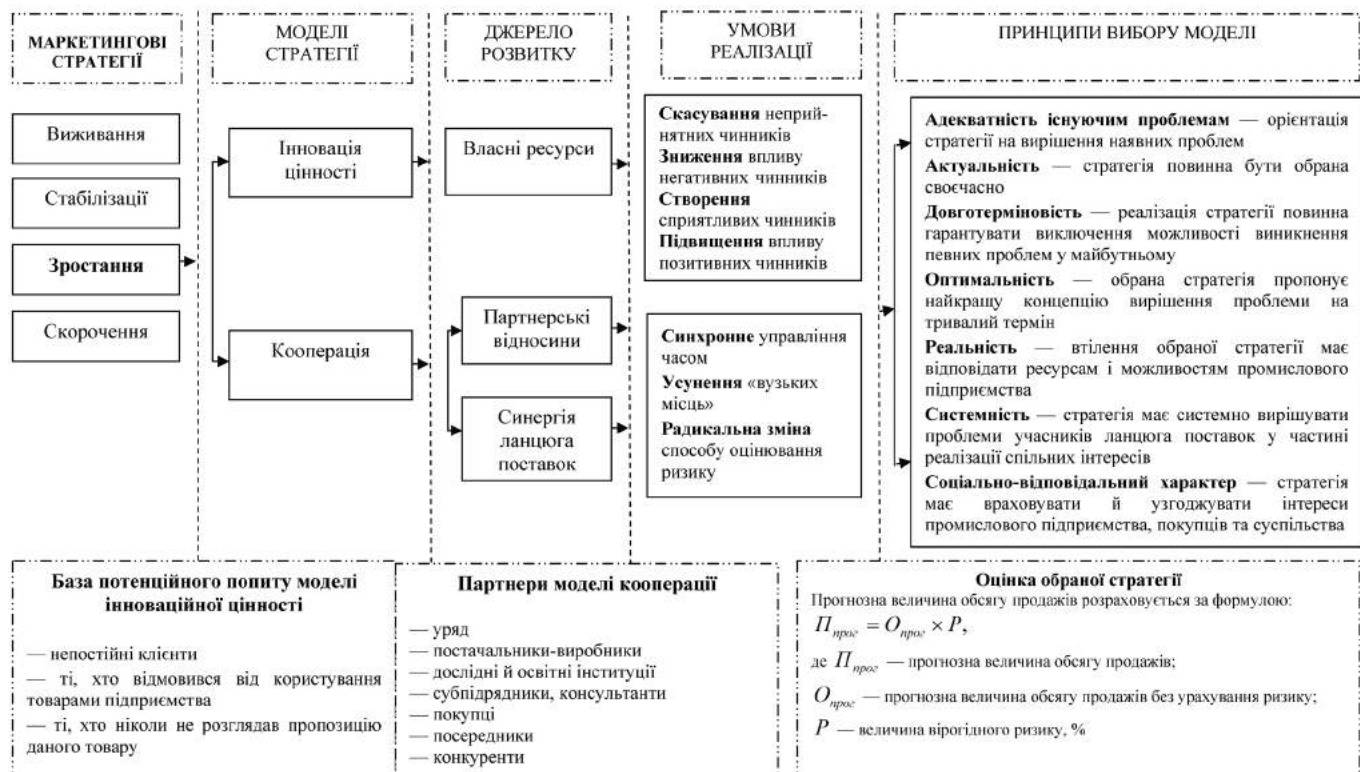 МАРКЕТИНГОВІ
СТРАТЕГІЇ
МОДЕЛІ
СТРАТЕГІЇ
ДЖЕРЕЛО
РОЗВИТКУ
УМОВИ
РЕАЛІЗАЦІЇ
ПРИНЦИПИ ВИБОРУ МОДЕЛІ
Виживання
Стабілізації
Зростання
Скорочення
Інновація
цінності
Кооперація
Власні ресурси
Партнерські
відносини
Синергія
ланцюга
поставок
Скасування неприй-
нятних чинників
Зниження впливу
негативних чинників
Створення
сприятливих чинників
Підвищення впливу
позитивних чинників
Синхронне управління
часом
Усунення «вузьких
місць»
Радикальна зміна
способу оцінювання
ризику
Адекватність існуючим проблемам — орієнтація
стратегії на вирішення наявних проблем
Актуальність — стратегія повинна бути обрана
своєчасно
Довготерміновість — реалізація стратегії повинна
гарантувати виключення можливості виникнення
певних проблем у майбутньому
Оптимальність — обрана стратегія пропонує
найкращу концепцію вирішення проблеми на
тривалий термін
Реальність — втілення обраної стратегії має
відповідати ресурсам і можливостям промислового
підприємства
Системність — стратегія має системно вирішувати
проблеми учасників ланцюга поставок у частині
реалізації спільних інтересів
Соціально-відповідальний характер — стратегія
має враховувати й узгоджувати інтереси
промислового підприємства, покупців та суспільства
База потенційного попиту моделі
інноваційної цінності
— непостійні клієнти
— ті, хто відмовився від користування
товарами підприємства
— ті, хто ніколи не розглядав пропозицію
даного товару
Партнери моделі кооперації
— уряд
— постачальники-виробники
— дослідні й освітні інституції
— субпідрядники, консультанти
— покупці
— посередники
— конкуренти
Оцінка обраної стратегії
Прогнозна величина обсягу продажів розраховується за формулою:
П прог = О прог × Р,
де П прог — прогнозна величина обсягу продажів;
О прог — прогнозна величина обсягу продажів без урахування ризику;
Р — величина вірогідного ризику, %